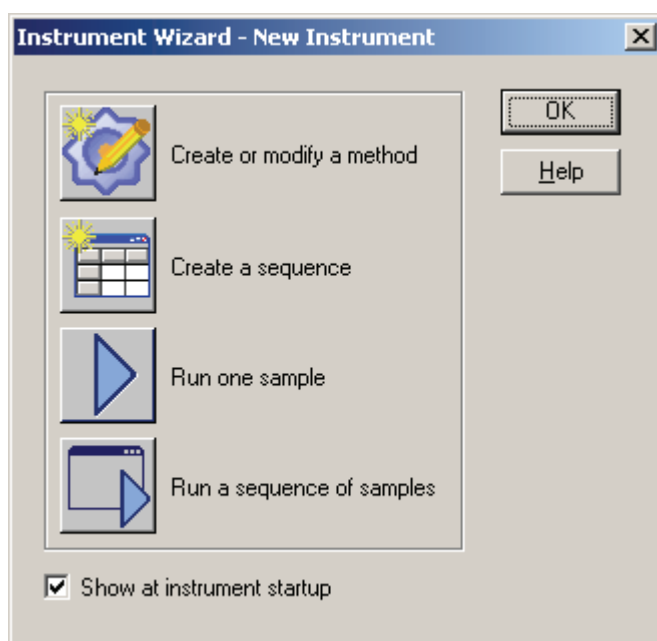 Instrument Wizard - New Instrument
OK
Create or modify a method
Help
Create a sequence
Run one sample
Run a sequence of samples
Show at instrument startup